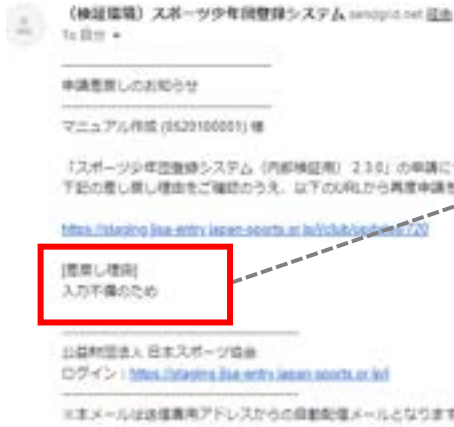 （検証環境）スポーツ少年団登録システム sendgrid.net 経由
To 自分
申請差戻しのお知らせ
マニュアル作成 (0529100001) 様
「スポーツ少年団登録システム（内部検証用） 230」の申請に
下記の差し戻し理由をご確認のうえ、以下のURLから再度申請を
[差戻し理由]
入力不備のため
公益財団法人 日本スポーツ協会
ログイン：
※本メールは送信専用アドレスからの自動配信メールとなります